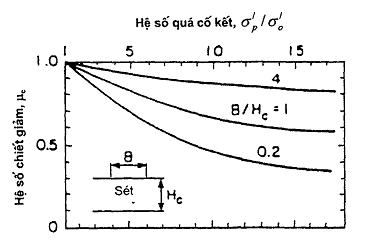 Hệ số quá cố kết, σ′p/σ′o
1 5 10 15
Hệ số chiết giảm, μc
1.0
0.5
0
4
B/Hc = 1
0.2
B
Sét
Hc